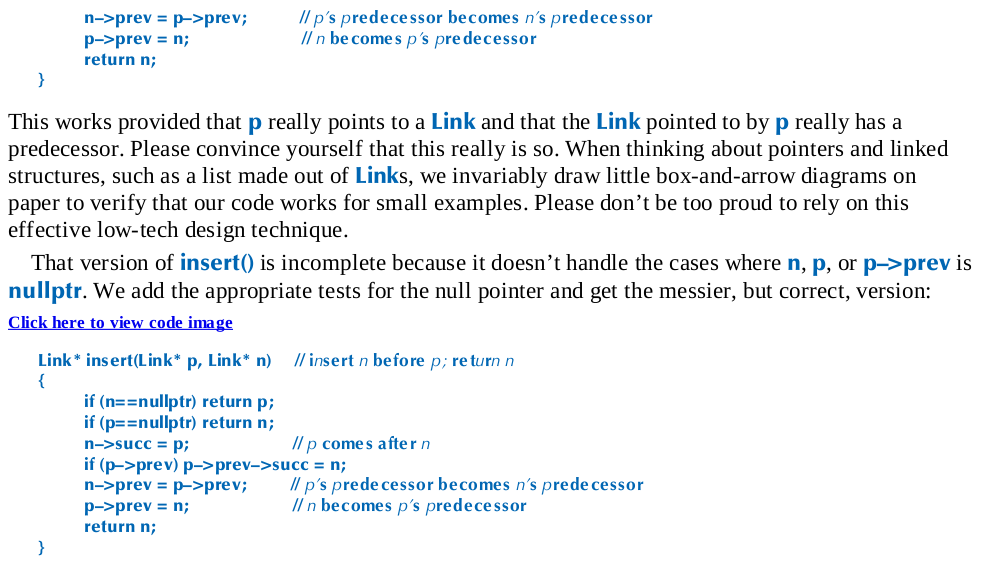 n–>prev = p–>prev; // p's predecessor becomes n's predecessor
p–>prev = n; // n becomes p's predecessor
return n;
}
This works provided that p really points to a Link and that the Link pointed to by p really has a
predecessor. Please convince yourself that this really is so. When thinking about pointers and linked
structures, such as a list made out of Links, we invariably draw little box-and-arrow diagrams on
paper to verify that our code works for small examples. Please don’t be too proud to rely on this
effective low-tech design technique.
That version of insert() is incomplete because it doesn’t handle the cases where n, p, or p–>prev is
nullptr. We add the appropriate tests for the null pointer and get the messier, but correct, version:
Click here to view code image
Link* insert(Link* p, Link* n) // insert n before p; return n
{
if (n==nullptr) return p;
if (p==nullptr) return n;
n–>succ = p; // p comes after n
if (p–>prev) p–>prev–>succ = n;
n–>prev = p–>prev; // p's predecessor becomes n's predecessor
p–>prev = n; // n becomes p's predecessor
return n;
}